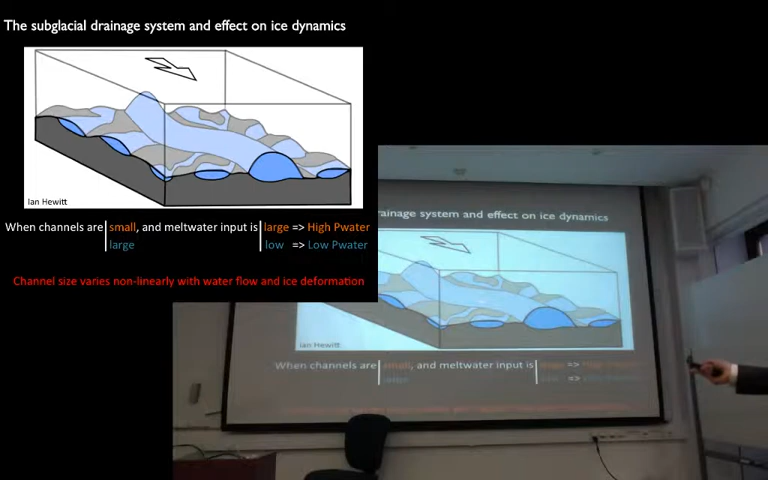 The subglacial drainage system and effect on ice dynamics
Ian Hewitt
When channels are small, and meltwater input is large => High Pwater
large low => Low Pwater
Channel size varies non-linearly with water flow and ice deformation
rainage system and effect on ice dynamics
Ian Hewitt
When channels are small, and meltwater input is